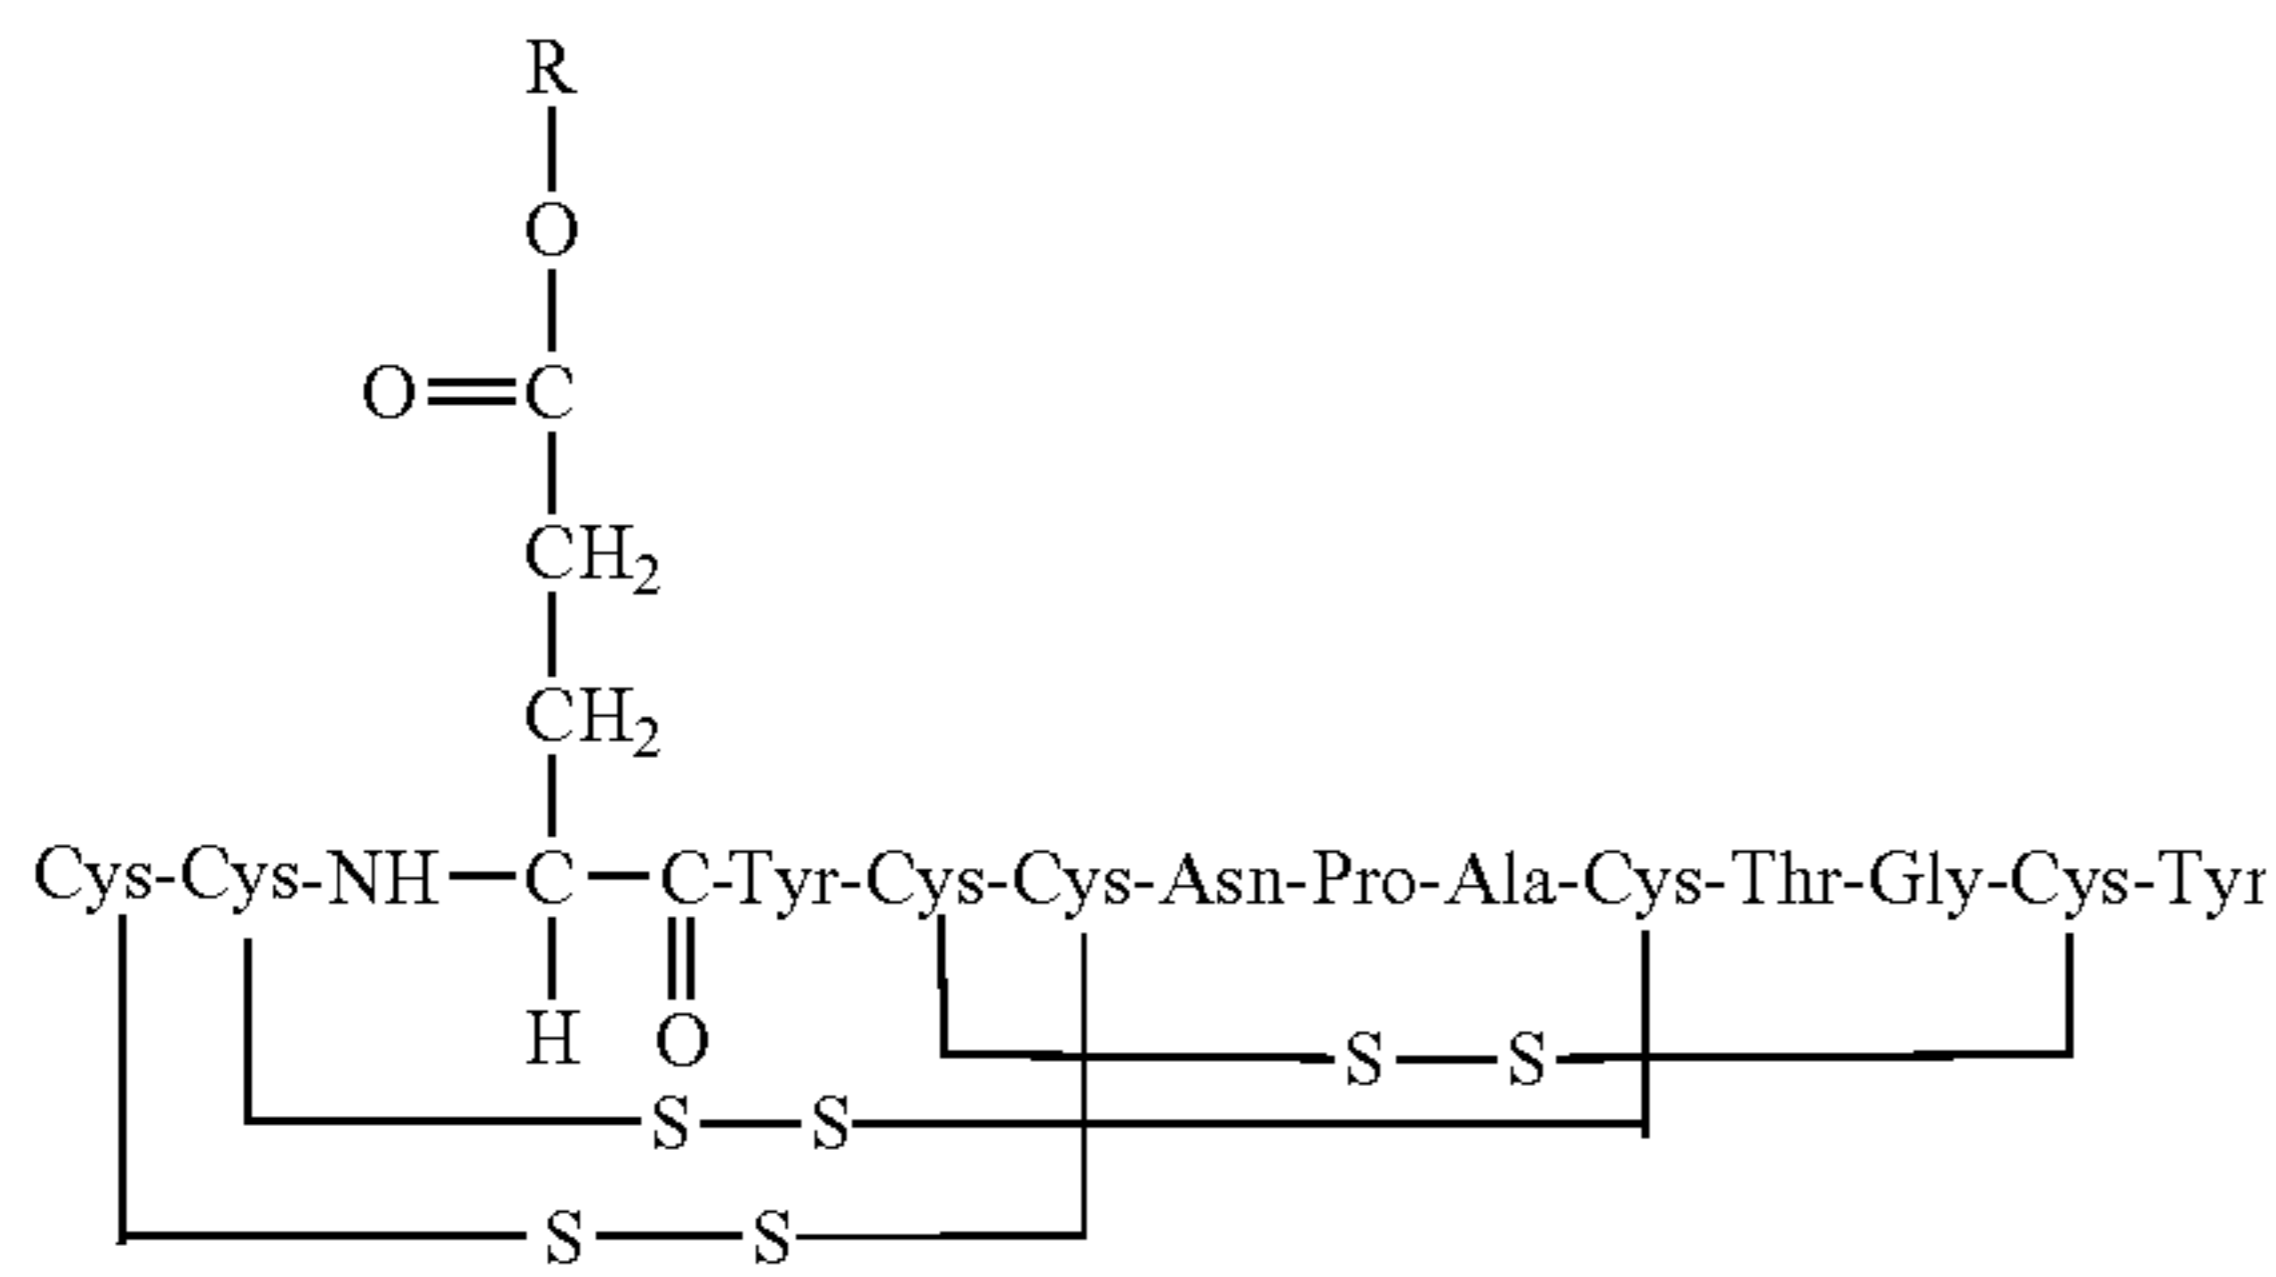 R
O
O=C
CH2
CH2
Cys-Cys-NH—C—C-Tyr-Cys-Cys-Asn-Pro-Ala-Cys-Thr-Gly-Cys-Tyr
H O
S—S
S—S
S—S